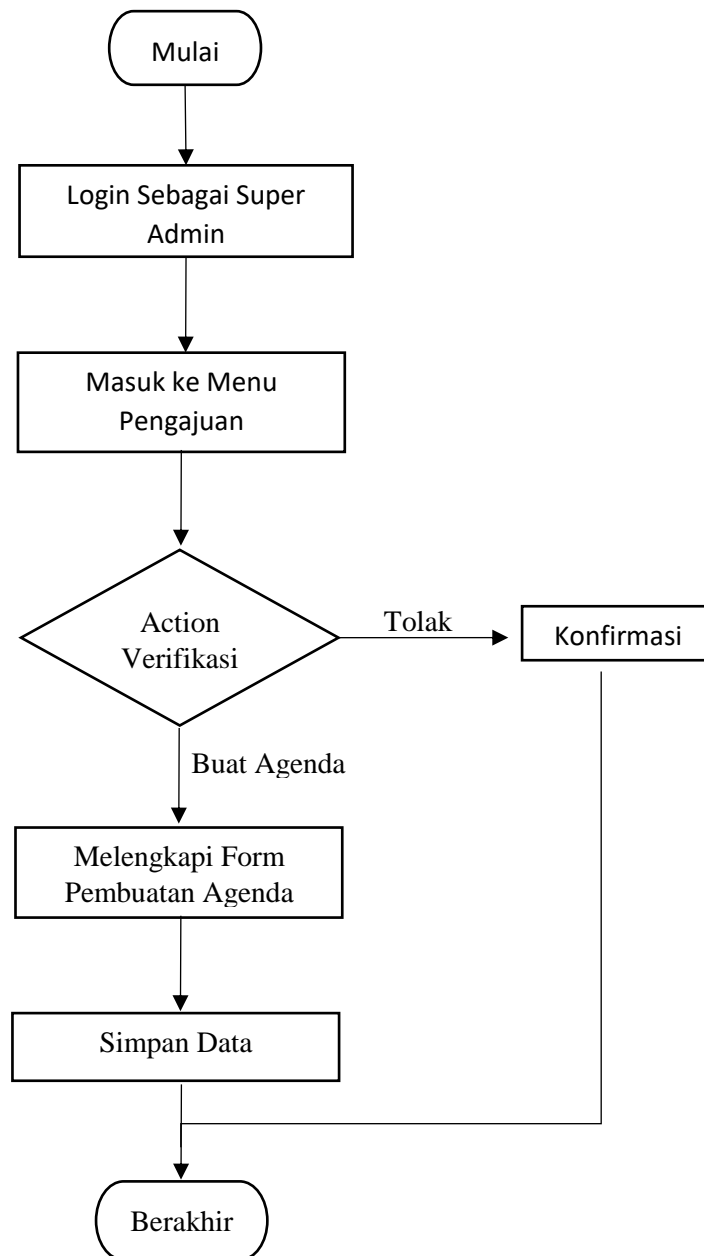 Mulai
Login Sebagai Super
Admin
Masuk ke Menu
Pengajuan
Action
Verifikasi
Tolak
Konfirmasi
Buat Agenda
Melengkapi Form
Pembuatan Agenda
Simpan Data
Berakhir